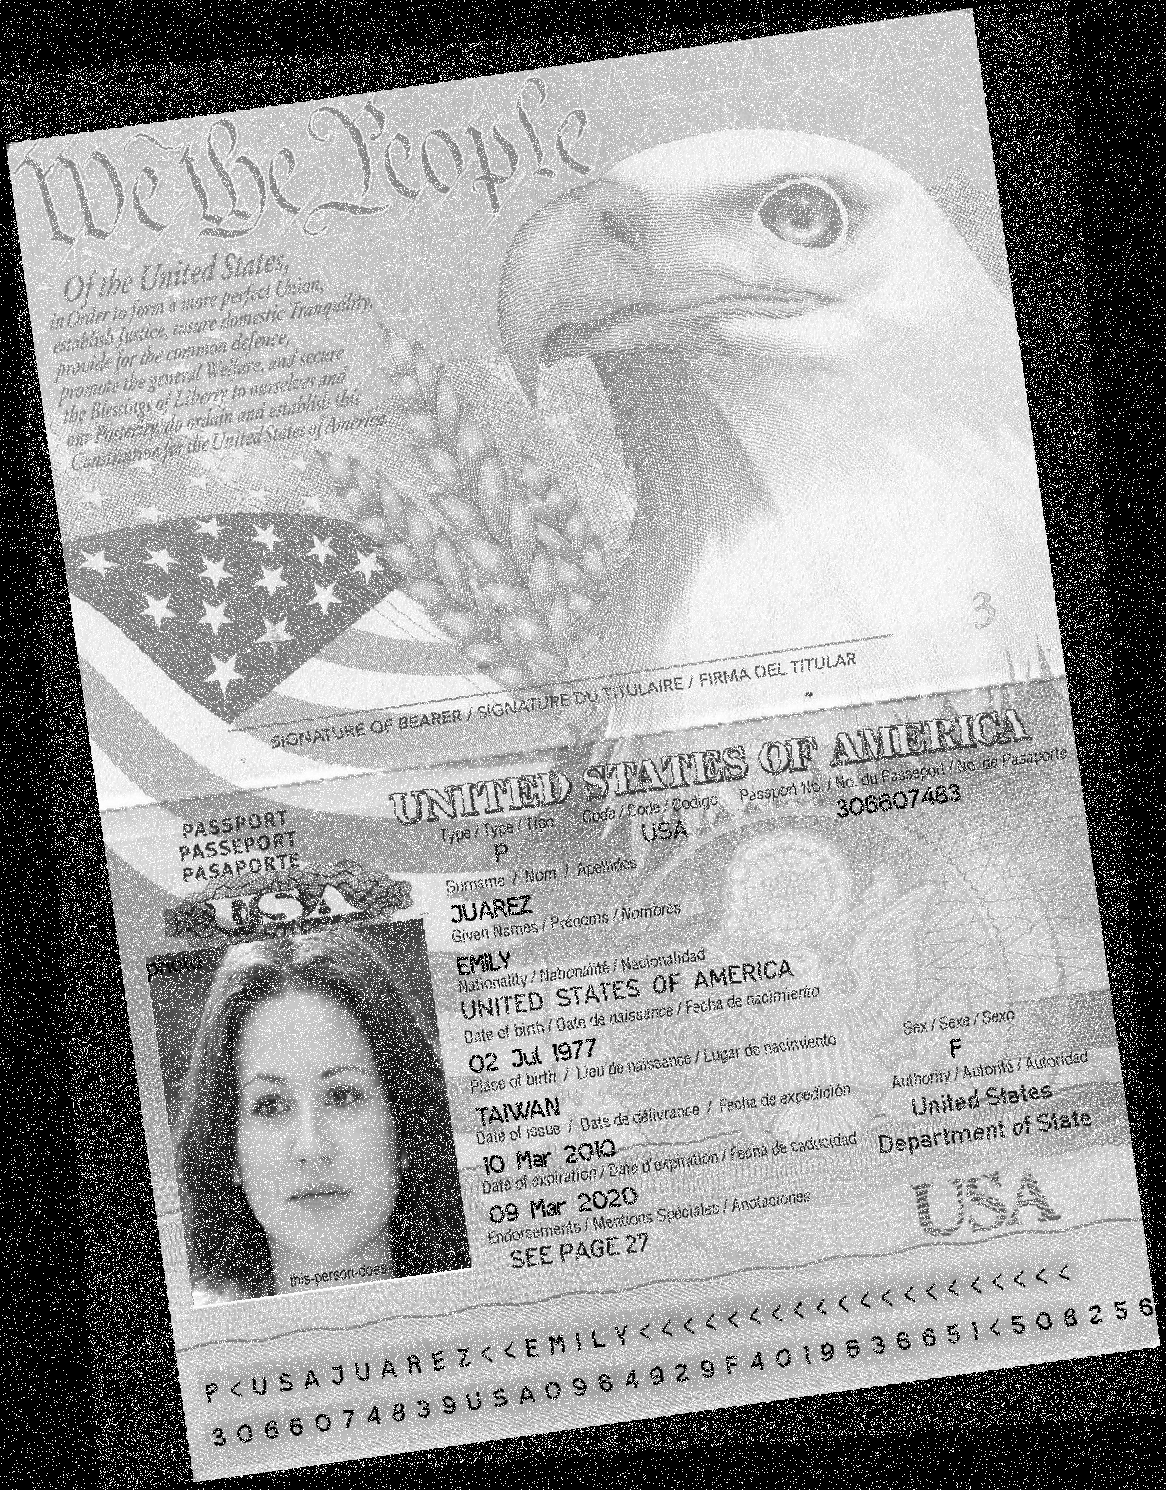 We the People
Of the United States,
in Order to form a more perfect Union,
establish Justice, insure domestic Tranquility,
provide for the common defence,
promote the general Welfare, and secure
the Blessings of Liberty to ourselves and
our Posterity, do ordain and establish this
Constitution for the United States of America.
3
SIGNATURE OF BEARER / SIGNATURE DU TITULAIRE / FIRMA DEL TITULAR
UNITED STATES OF AMERICA
PASSPORT
PASSEPORT
PASAPORTE
USA
Type / Type / Tipo Code / Code / Codigo Passport No. / No. du Passeport / No. de Pasaporte
P USA 306607483
Surname / Nom / Apellidos
JUAREZ
Given Names / Prénoms / Nombres
EMILY
Nationality / Nationalité / Nacionalidad
UNITED STATES OF AMERICA
Date of birth / Date de naissance / Fecha de nacimiento
02 Jul 1977
Place of birth / Lieu de naissance / Lugar de nacimiento
TAIWAN
Sex / Sexe / Sexo
F
Date of issue / Date de délivrance / Fecha de expedición
10 Mar 2010
Authority / Autorité / Autoridad
United States
Department of State
Date of expiration / Date d'expiration / Fecha de caducidad
09 Mar 2020
Endorsements / Mentions Spéciales / Anotaciones
SEE PAGE 27
USA
photo:
this-person-does-
P<USAJUAREZ<<EMILY<<<<<<<<<<<<<<<<<<<<
3066074839USA0964929F4019636651<508256